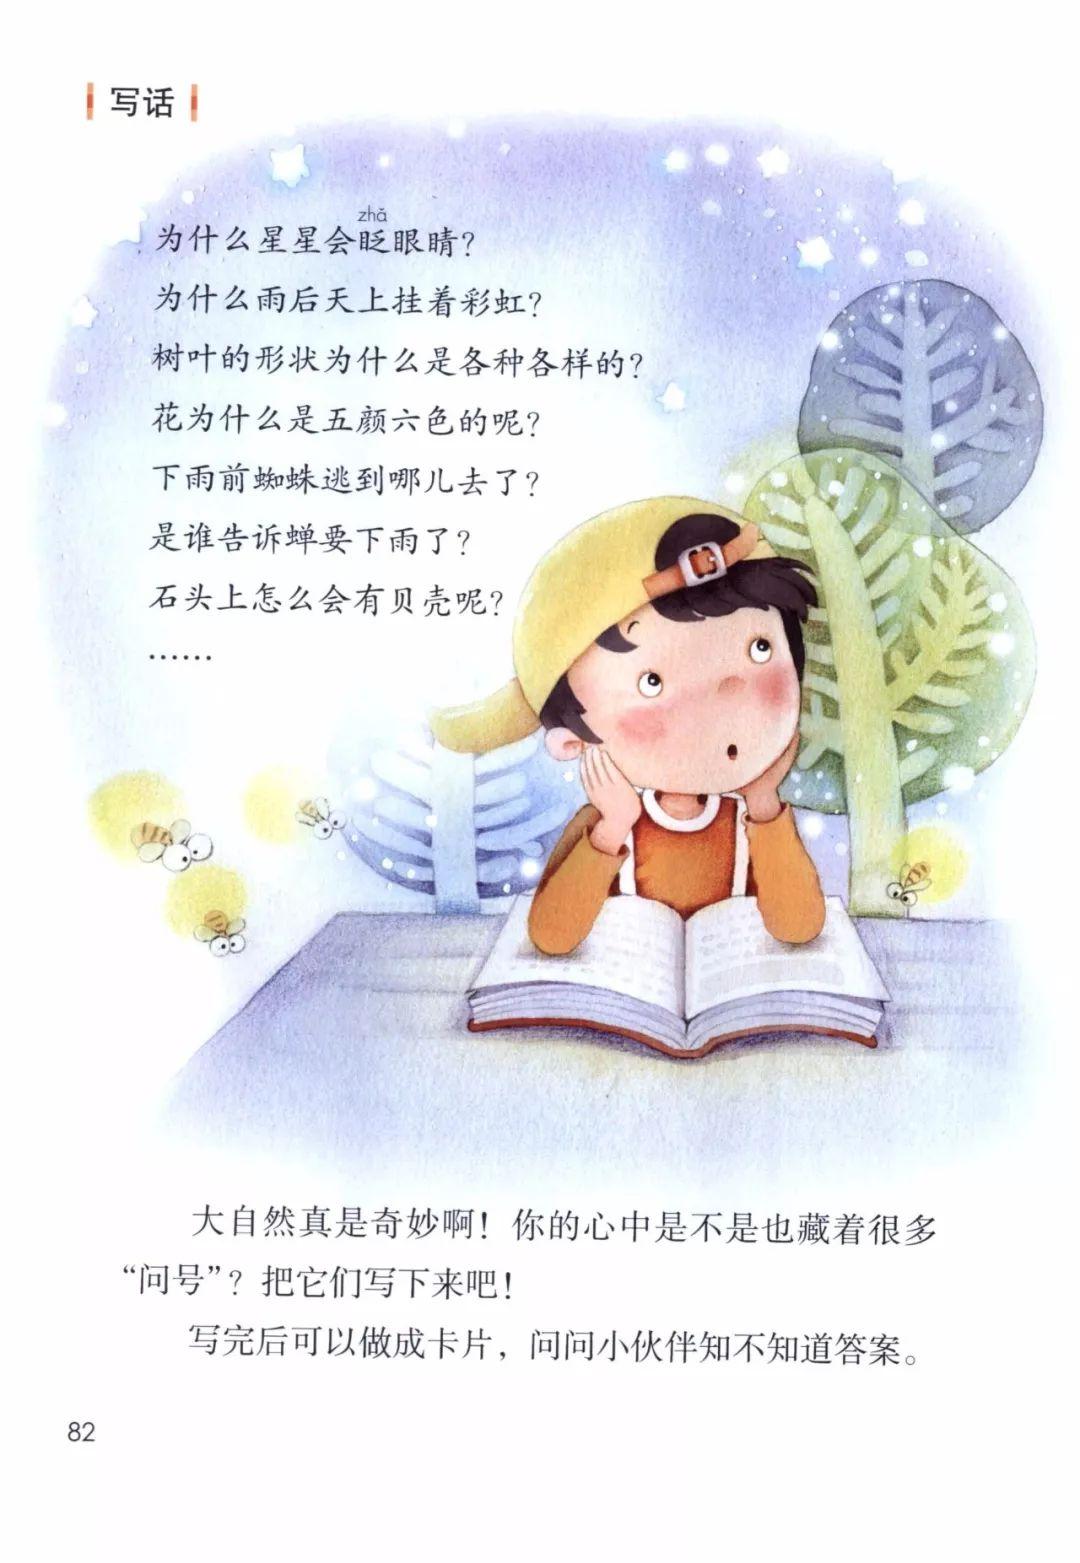 写话
zhǎ
为什么星星会眨眼睛?
为什么雨后天上挂着彩虹?
树叶的形状为什么是各种各样的?
花为什么是五颜六色的呢?
下雨前蜘蛛逃到哪儿去了?
是谁告诉蝉要下雨了?
石头上怎么会有贝壳呢?
……
大自然真是奇妙啊！你的心中是不是也藏着很多
“问号”？把它们写下来吧！
写完后可以做成卡片，问问小伙伴知不知道答案。
82